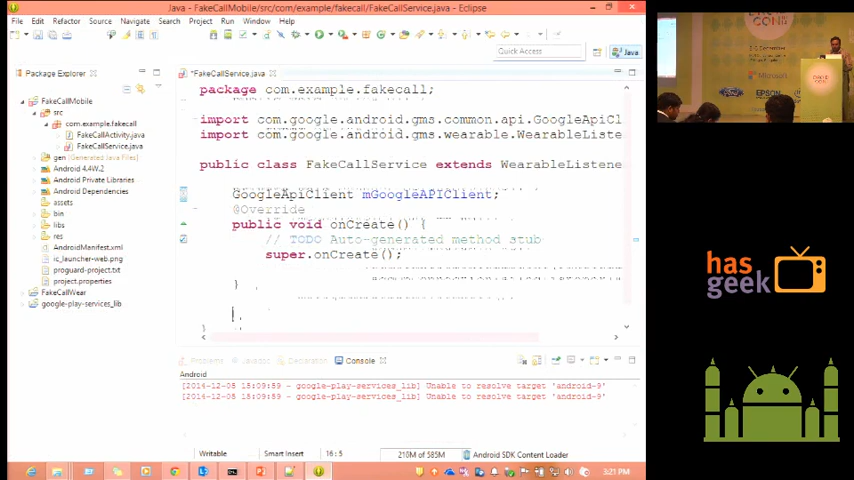 Java - FakeCallMobile/src/com/example/fakecall/FakeCallService.java - Eclipse
File Edit Refactor Source Navigate Search Project Run Window Help
Quick Access
Java
Package Explorer
*FakeCallService.java
FakeCallMobile
src
com.example.fakecall
FakeCallActivity.java
FakeCallService.java
gen [Generated Java Files]
Android 4.4W.2
Android Private Libraries
Android Dependencies
assets
bin
libs
res
AndroidManifest.xml
ic_launcher-web.png
proguard-project.txt
project.properties
FakeCallWear
google-play-services_lib
package com.example.fakecall;
import com.google.android.gms.common.api.GoogleApiCl
import com.google.android.gms.wearable.WearableListe
public class FakeCallService extends WearableListene
GoogleApiClient mGoogleAPIClient;
@Override
public void onCreate() {
// TODO Auto-generated method stub
super.onCreate();
}
}
Problems Javadoc Declaration Console
Android
[2014-12-05 18:09:59 - google-play-services_lib] Unable to resolve target 'android-9'
[2014-12-05 18:09:59 - google-play-services_lib] Unable to resolve target 'android-9'
Writable Smart Insert 16 : 5 210M of 585M Android SDK Content Loader
3:21 PM
has
geek
EPSON
Microsoft